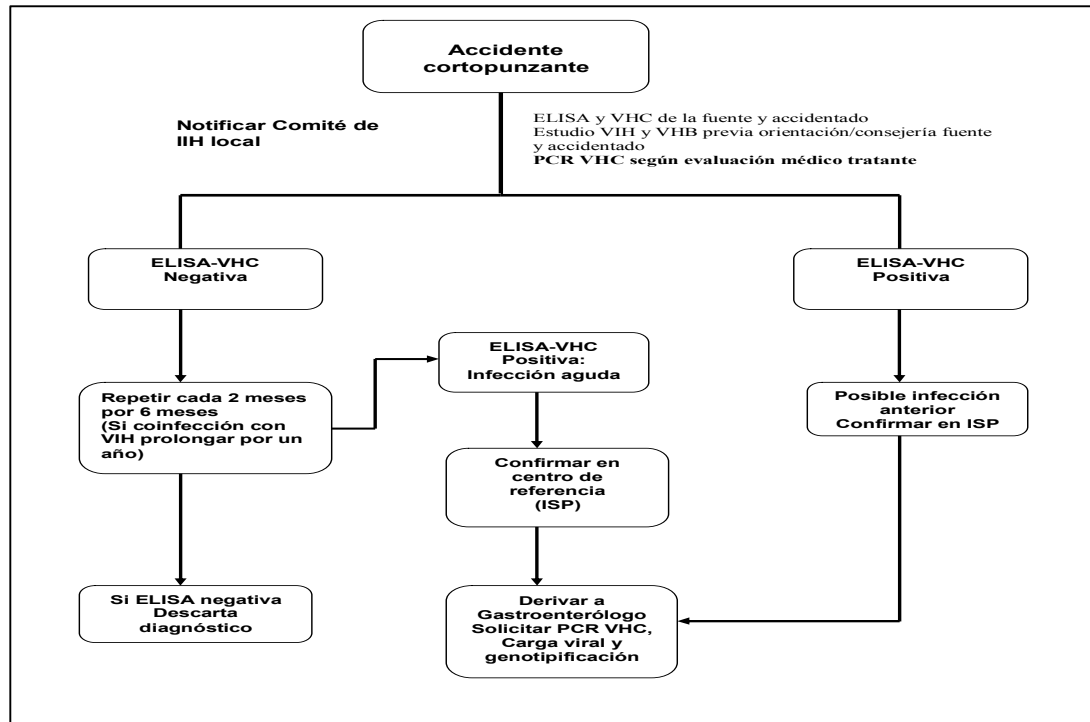 Accidente
cortopunzante
Notificar Comité de
IIH local
ELISA y VHC de la fuente y accidentado
Estudio VIH y VHB previa orientación/consejería fuente
y accidentado
PCR VHC según evaluación médico tratante
ELISA-VHC
Negativa
ELISA-VHC
Positiva
ELISA-VHC
Positiva:
Infección aguda
Repetir cada 2 meses
por 6 meses
(Si coinfección con
VIH prolongar por un
año)
Posible infección
anterior
Confirmar en ISP
Confirmar en
centro de
referencia
(ISP)
Si ELISA negativa
Descarta
diagnóstico
Derivar a
Gastroenterólogo
Solicitar PCR VHC,
Carga viral y
genotipificación